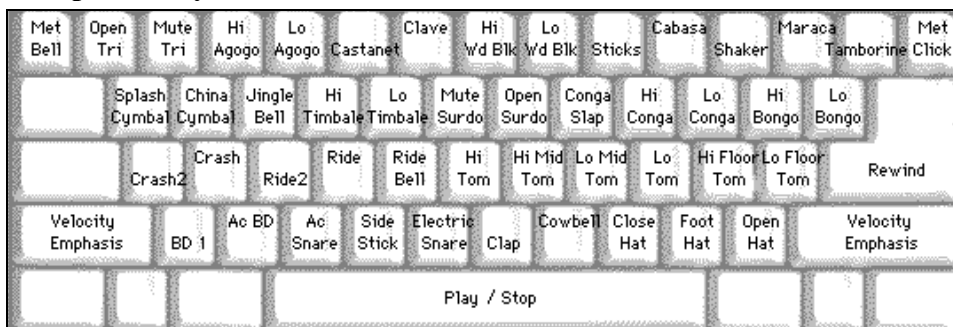 Met Open Mute Hi Lo Clave Hi Lo Cabasa Maraca Met
Bell Tri Tri Agogo Agogo Castanet Wd Blk Wd Blk Sticks Shaker Tamborine Click
Splash China Jingle Hi Lo Mute Open Conga Hi Lo Hi Lo
Cymbal Cymbal Bell Timbale Timbale Surdo Surdo Slap Conga Conga Bongo Bongo
Crash Ride Ride Hi Hi Mid Lo Mid Lo Hi Floor Lo Floor Rewind
Crash2 Ride2 Bell Tom Tom Tom Tom Tom Tom
Velocity Ac BD Ac Side Electric Cowbell Close Foot Open Velocity
Emphasis BD 1 Snare Stick Snare Clap Hat Hat Hat Emphasis
Play / Stop